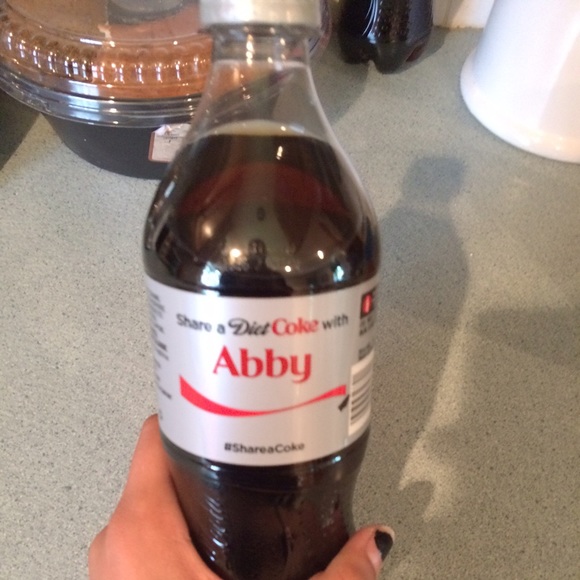 Share a Diet Coke with
Abby
#ShareaCoke